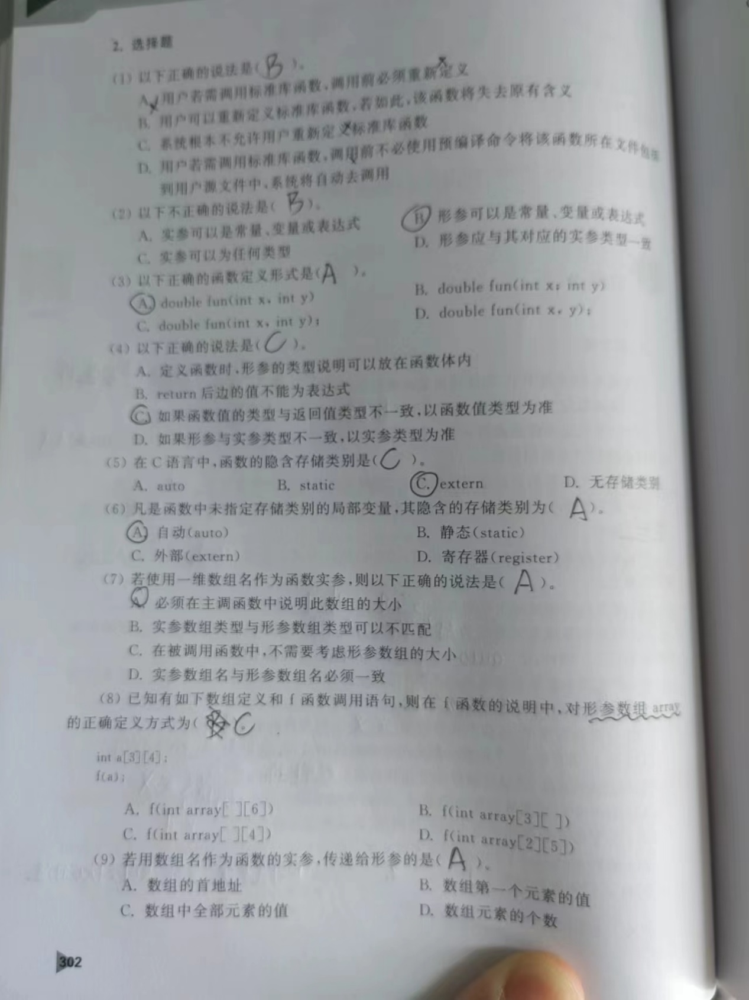 2. 选择题
(1) 以下正确的说法是( B )。
A. 用户若需调用标准库函数,调用前必须重新定义
B. 用户可以重新定义标准库函数,若如此,该函数将失去原有含义
C. 系统根本不允许用户重新定义标准库函数
D. 用户若需调用标准库函数,调用前不必使用预编译命令将该函数所在文件包括
到用户源文件中,系统将自动去调用
(2) 以下不正确的说法是( B )。
A. 实参可以是常量、变量或表达式 B. 形参可以是常量、变量或表达式
C. 实参可以为任何类型 D. 形参应与其对应的实参类型一致
(3) 以下正确的函数定义形式是( A )。
A. double fun(int x, int y) B. double fun(int x; int y)
C. double fun(int x, int y); D. double fun(int x, y);
(4) 以下正确的说法是( C )。
A. 定义函数时,形参的类型说明可以放在函数体内
B. return 后边的值不能为表达式
C. 如果函数值的类型与返回值类型不一致,以函数值类型为准
D. 如果形参与实参类型不一致,以实参类型为准
(5) 在 C 语言中,函数的隐含存储类别是( C )。
A. auto B. static C. extern D. 无存储类别
(6) 凡是函数中未指定存储类别的局部变量,其隐含的存储类别为( A )。
A. 自动(auto) B. 静态(static)
C. 外部(extern) D. 寄存器(register)
(7) 若使用一维数组名作为函数实参,则以下正确的说法是( A )。
A. 必须在主调函数中说明此数组的大小
B. 实参数组类型与形参数组类型可以不匹配
C. 在被调用函数中,不需要考虑形参数组的大小
D. 实参数组名与形参数组名必须一致
(8) 已知有如下数组定义和 f 函数调用语句,则在 f 函数的说明中,对形参数组 array
的正确定义方式为( C
int a[3][4];
f(a);
A. f(int array[ ][6]) B. f(int array[3][ ])
C. f(int array[ ][4]) D. f(int array[2][5])
(9) 若用数组名作为函数的实参,传递给形参的是( A )。
A. 数组的首地址 B. 数组第一个元素的值
C. 数组中全部元素的值 D. 数组元素的个数
302